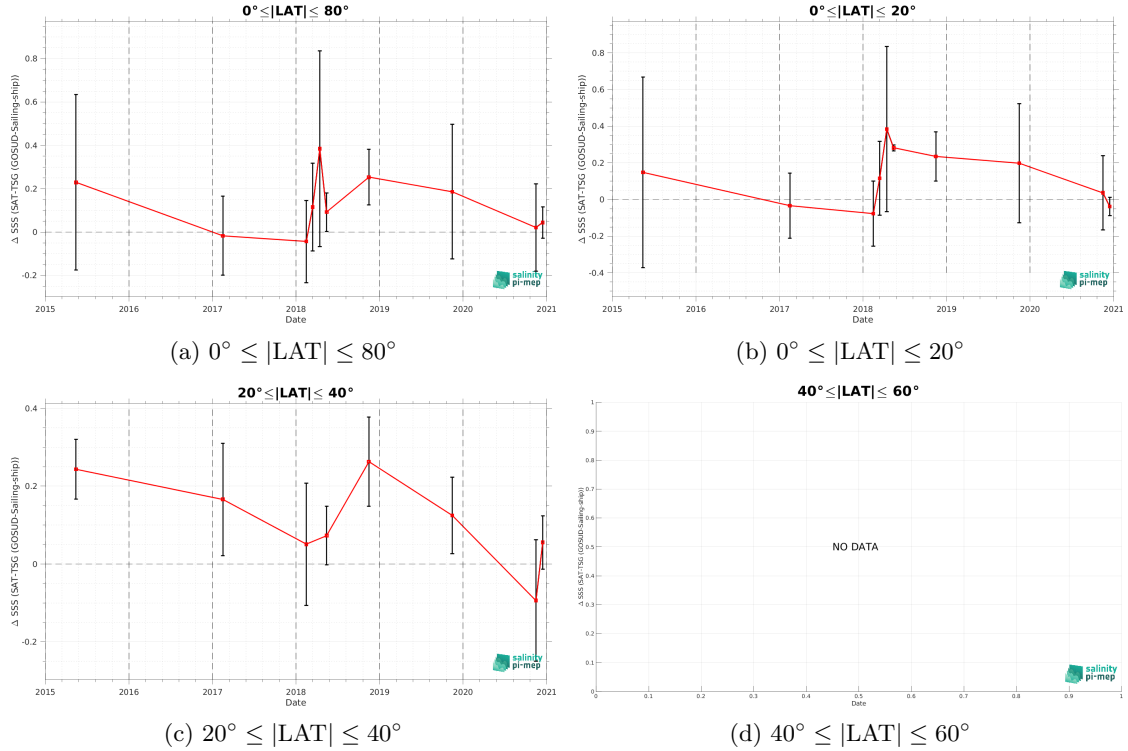 0°≤|LAT|≤ 80°
Δ SSS (SAT-TSG (GOSUD-Sailing-ship))
0.8
0.6
0.4
0.2
0
-0.2
2015 2016 2017 2018 2019 2020 2021
Date
salinity
pi-mep
(a) 0° ≤ |LAT| ≤ 80°
0°≤|LAT|≤ 20°
Δ SSS (SAT-TSG (GOSUD-Sailing-ship))
0.8
0.6
0.4
0.2
0
-0.2
-0.4
2015 2016 2017 2018 2019 2020 2021
Date
salinity
pi-mep
(b) 0° ≤ |LAT| ≤ 20°
20°≤|LAT|≤ 40°
Δ SSS (SAT-TSG (GOSUD-Sailing-ship))
0.4
0.2
0
-0.2
2015 2016 2017 2018 2019 2020 2021
Date
salinity
pi-mep
(c) 20° ≤ |LAT| ≤ 40°
40°≤|LAT|≤ 60°
Δ SSS (SAT-TSG (GOSUD-Sailing-ship))
1
0.9
0.8
0.7
0.6
0.5
0.4
0.3
0.2
0.1
0
NO DATA
0 0.1 0.2 0.3 0.4 0.5 0.6 0.7 0.8 0.9 1
Date
salinity
pi-mep
(d) 40° ≤ |LAT| ≤ 60°